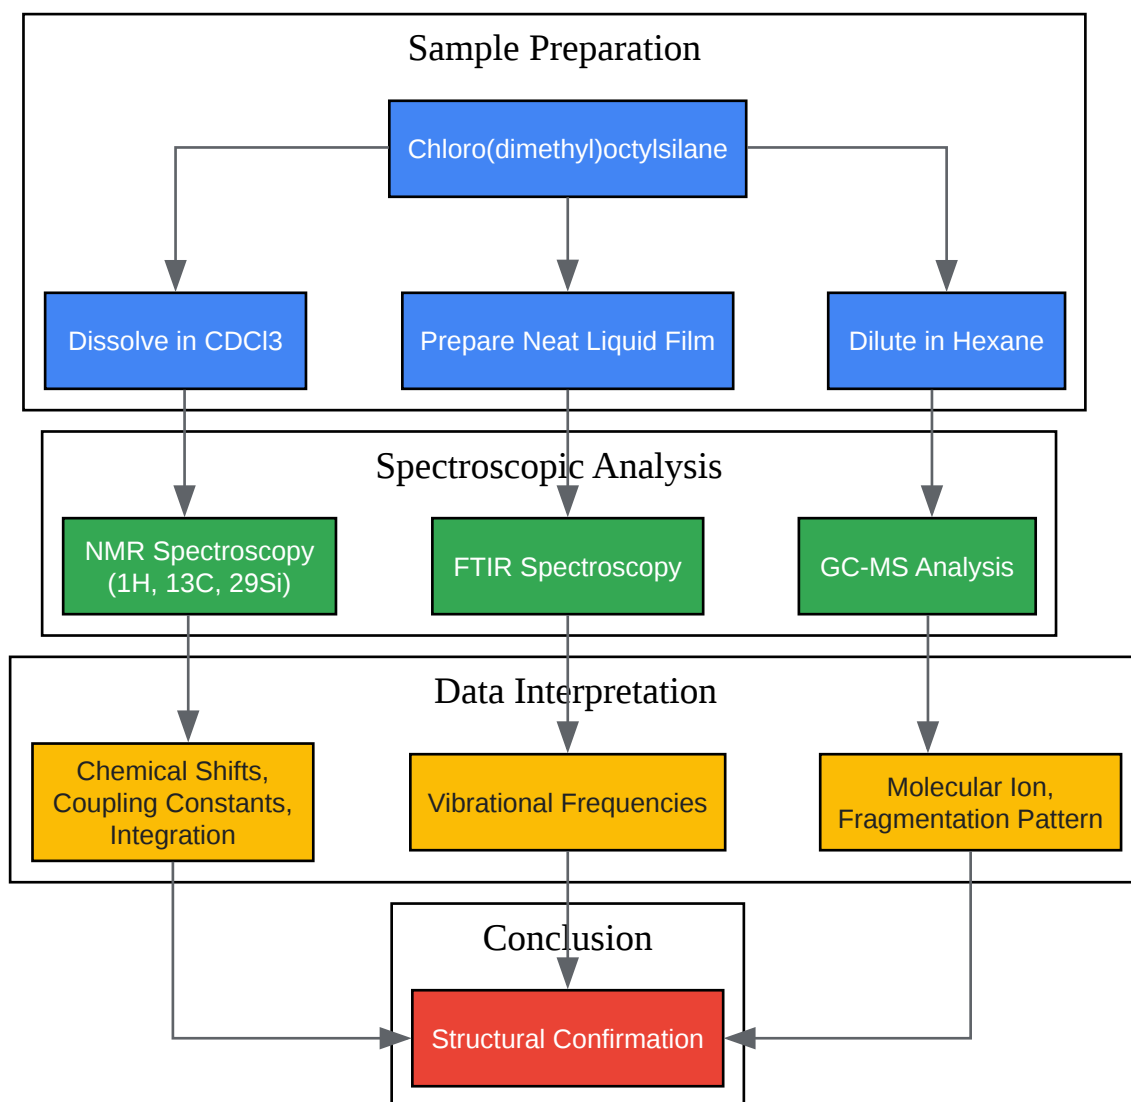 Sample Preparation
Chloro(dimethyl)octylsilane
Dissolve in CDCl3
Prepare Neat Liquid Film
Dilute in Hexane
Spectroscopic Analysis
NMR Spectroscopy
(1H, 13C, 29Si)
FTIR Spectroscopy
GC-MS Analysis
Data Interpretation
Chemical Shifts,
Coupling Constants,
Integration
Vibrational Frequencies
Molecular Ion,
Fragmentation Pattern
Conclusion
Structural Confirmation